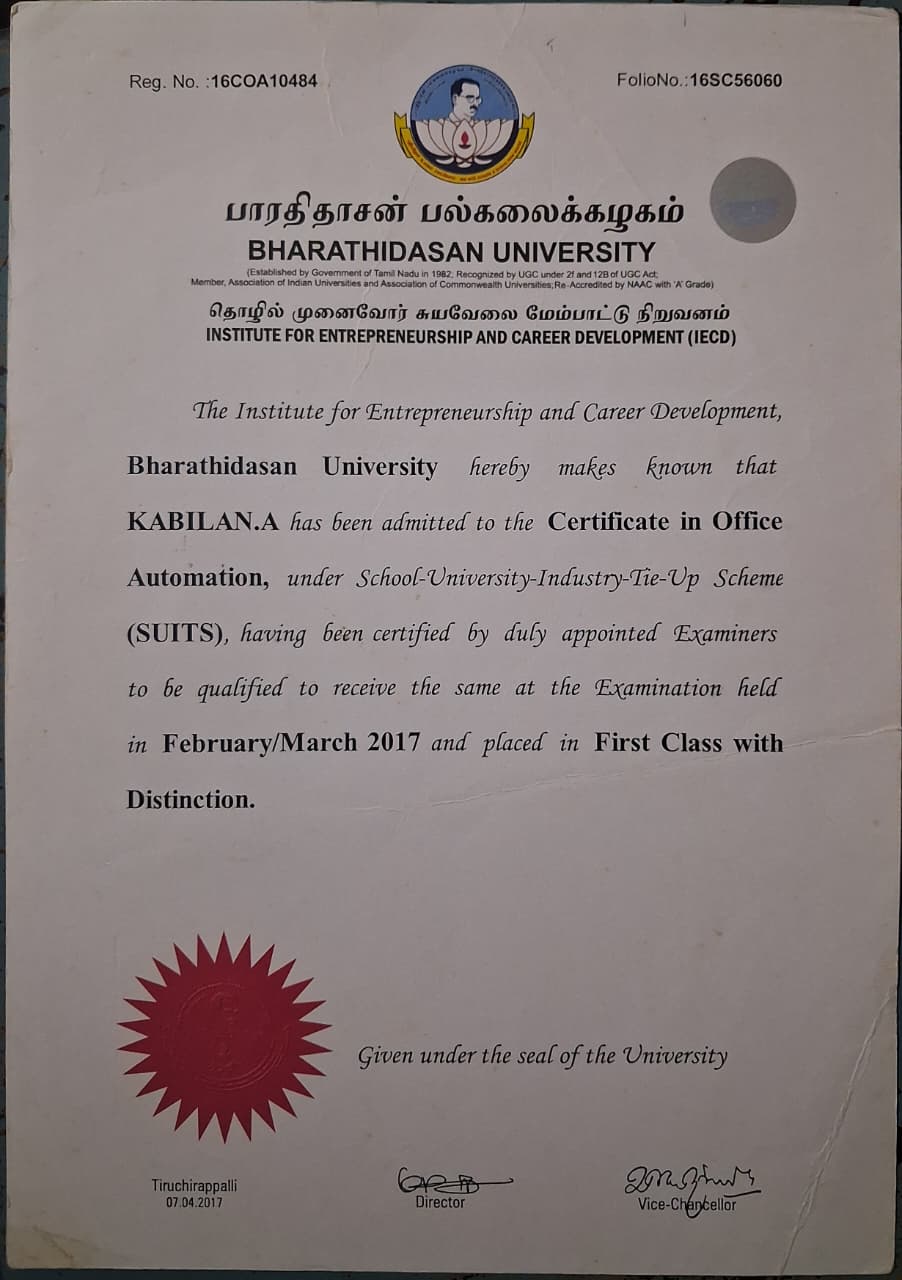 Reg. No. :16COA10484
FolioNo.:16SC56060
பாரதிதாசன் பல்கலைக்கழகம்
BHARATHIDASAN UNIVERSITY
(Established by Government of Tamil Nadu in 1982; Recognized by UGC under 2f and 12B of UGC Act;
Member, Association of Indian Universities and Association of Commonwealth Universities;Re-Accredited by NAAC with 'A' Grade)
தொழில் முனைவோர் சுயவேலை மேம்பாட்டு நிறுவனம்
INSTITUTE FOR ENTREPRENEURSHIP AND CAREER DEVELOPMENT (IECD)
The Institute for Entrepreneurship and Career Development,
Bharathidasan University hereby makes known that
KABILAN.A has been admitted to the Certificate in Office
Automation, under School-University-Industry-Tie-Up Scheme
(SUITS), having been certified by duly appointed Examiners
to be qualified to receive the same at the Examination held
in February/March 2017 and placed in First Class with
Distinction.
Given under the seal of the University
Tiruchirappalli
07.04.2017
Director
Vice-Chancellor